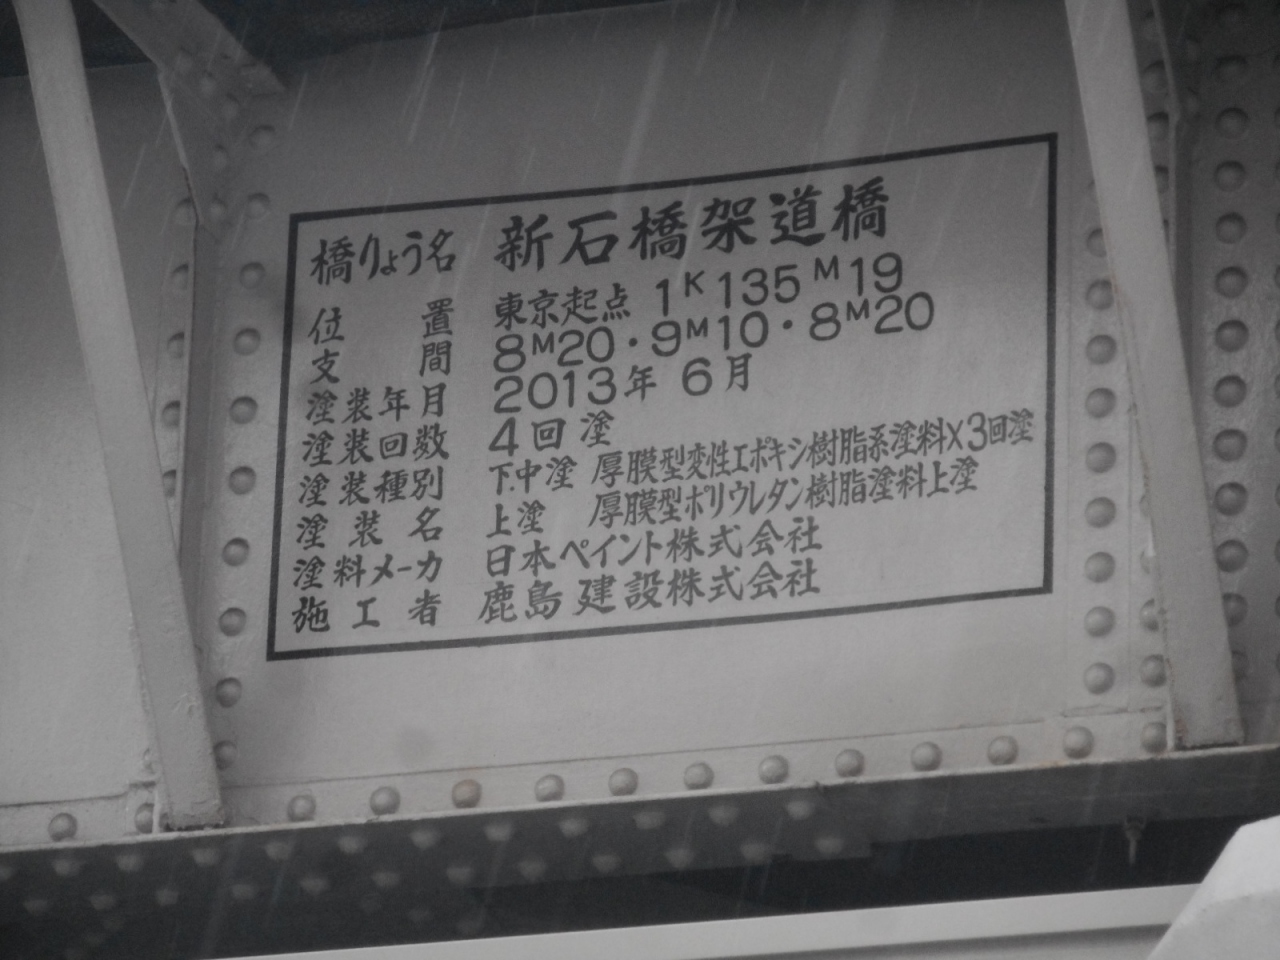 橋りょう名 新石橋架道橋
位置 東京起点 1K135M19
支間 8M20・9M10・8M20
塗装年月 2013年 6月
塗装回数 4回塗
塗装種別 下.中塗 厚膜型変性エポキシ樹脂系塗料×3回塗
塗装名 上塗 厚膜型ポリウレタン樹脂塗料上塗
塗料メーカ 日本ペイント株式会社
施工者 鹿島建設株式会社